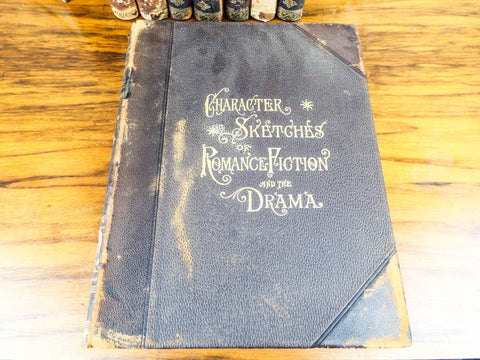 CHARACTER
SKETCHES
OF
ROMANCE FICTION
AND THE
DRAMA